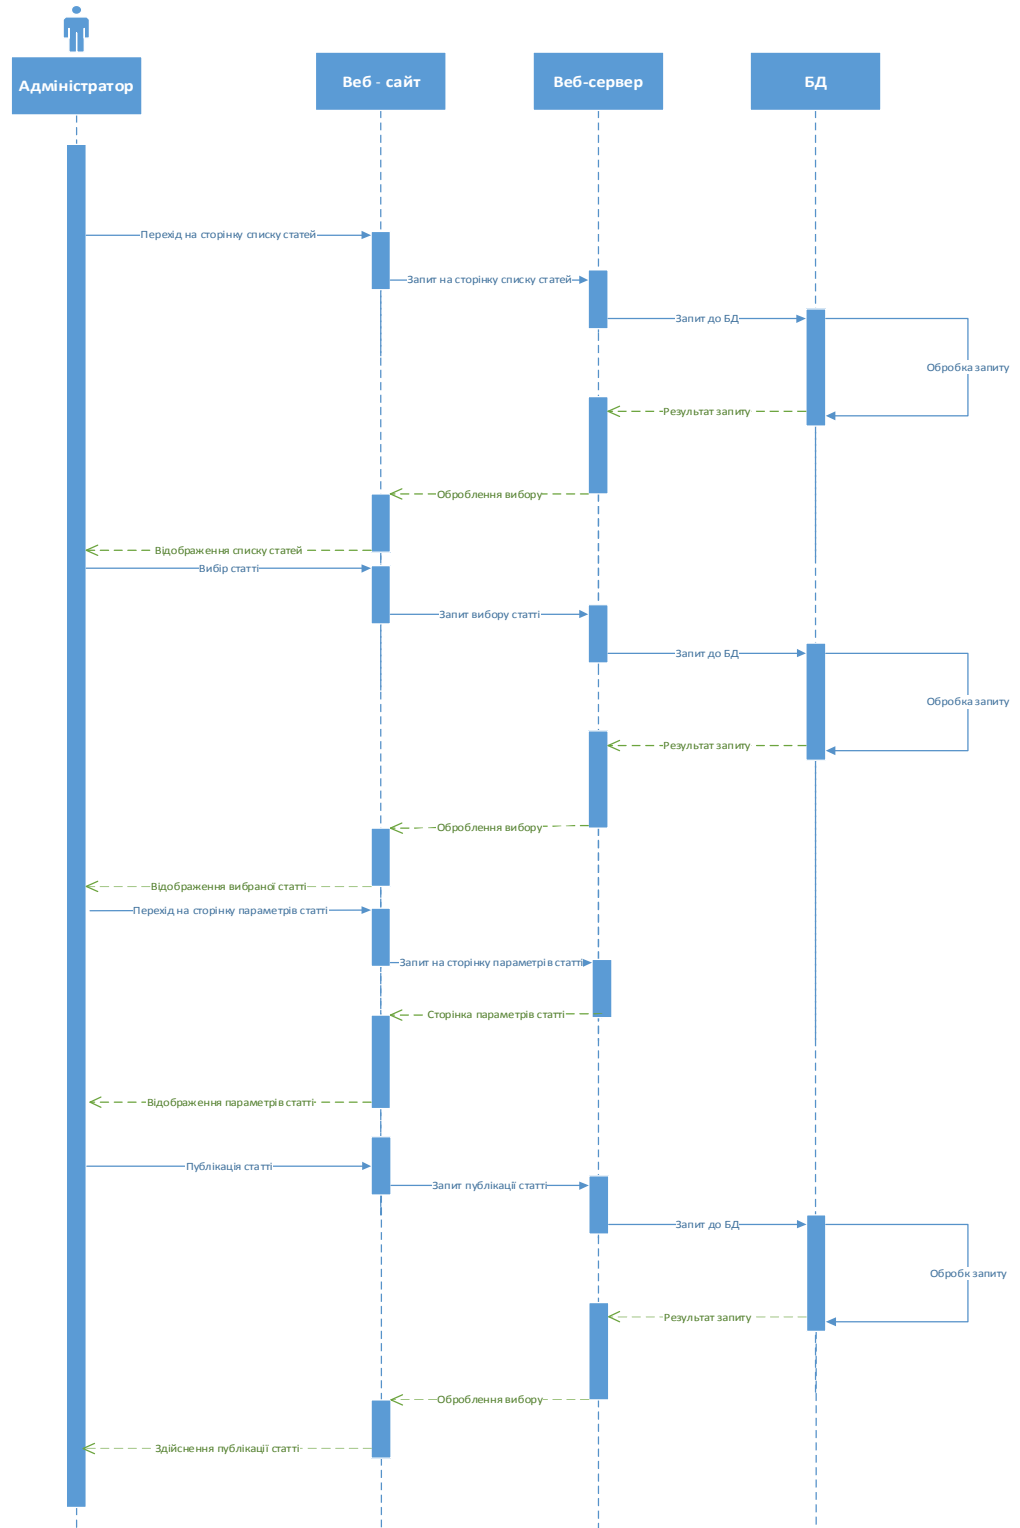 Адміністратор
Веб - сайт
Веб-сервер
БД
Перехід на сторінку списку статей
Запит на сторінку списку статей
Запит до БД
Обробка запиту
Результат запиту
Оброблення вибору
Відображення списку статей
Вибір статті
Запит вибору статті
Запит до БД
Обробка запиту
Результат запиту
Оброблення вибору
Відображення вибраної статті
Перехід на сторінку параметрів статті
Запит на сторінку параметрів статті
Сторінка параметрів статті
Відображення параметрів статті
Публікація статті
Запит публікації статті
Запит до БД
Обробк запиту
Результат запиту
Оброблення вибору
Здійснення публікації статті